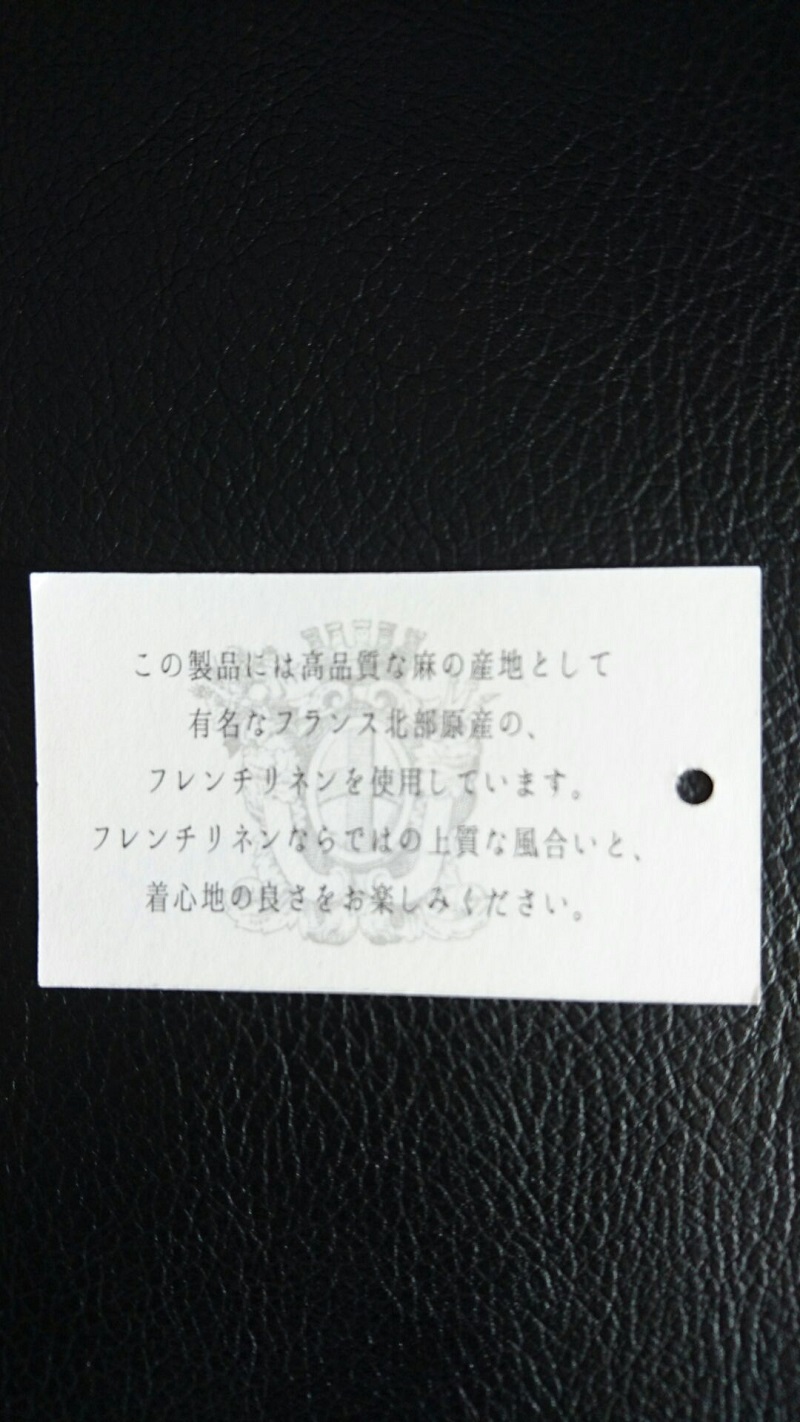 この製品には高品質な麻の産地として
有名なフランス北部原産の、
フレンチリネンを使用しています。
フレンチリネンならではの上質な風合いと、
着心地の良さをお楽しみください。